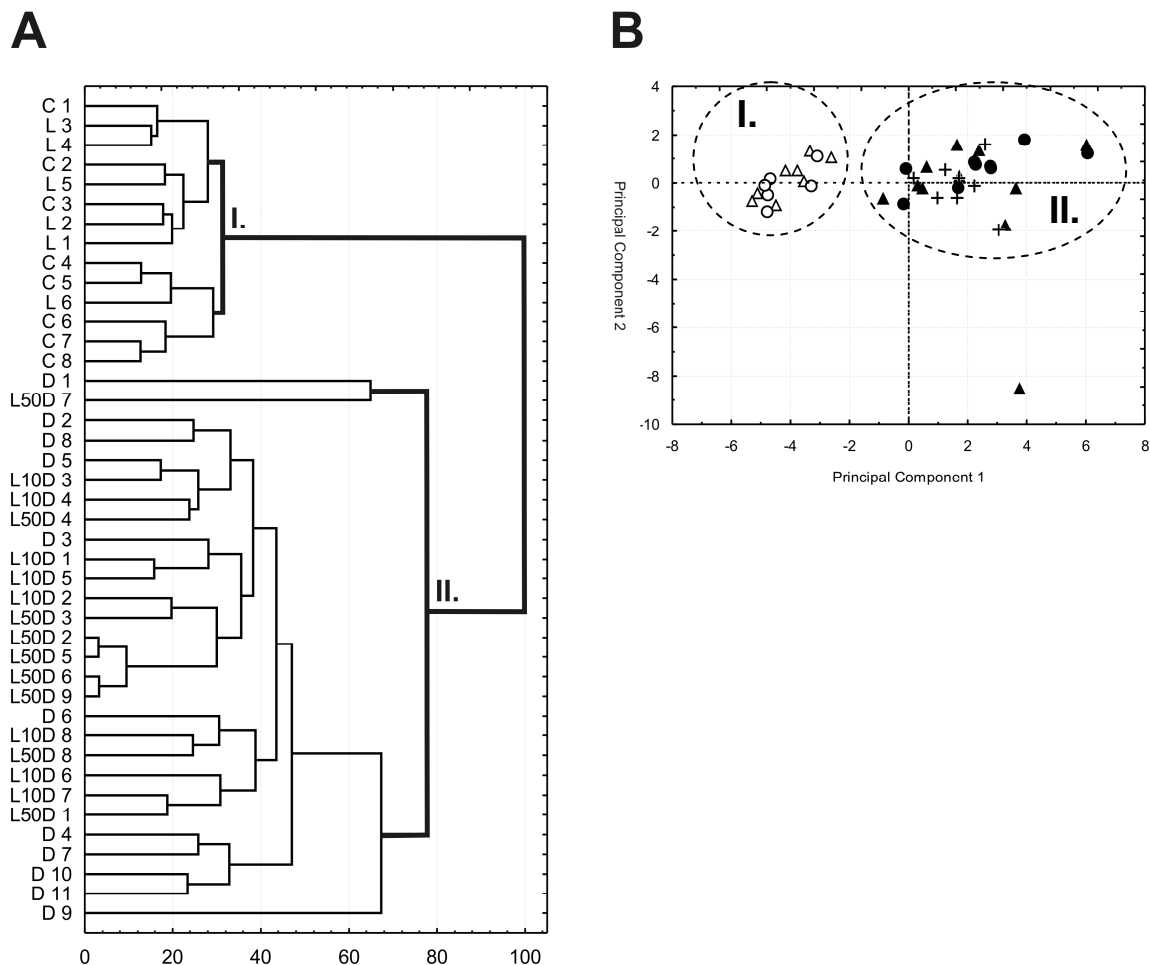 A
C 1
L 3
L 4
C 2
L 5
C 3
L 2
L 1
C 4
C 5
L 6
C 6
C 7
C 8
D 1
L50D 7
D 2
D 8
D 5
L10D 3
L10D 4
L50D 4
D 3
L10D 1
L10D 5
L10D 2
L50D 3
L50D 2
L50D 5
L50D 6
L50D 9
D 6
L10D 8
L50D 8
L10D 6
L10D 7
L50D 1
D 4
D 7
D 10
D 11
D 9
I.
II.
0 20 40 60 80 100
B
4
2
0
-2
-4
-6
-8
-10
Principal Component 2
I.
II.
-8 -6 -4 -2 0 2 4 6 8
Principal Component 1